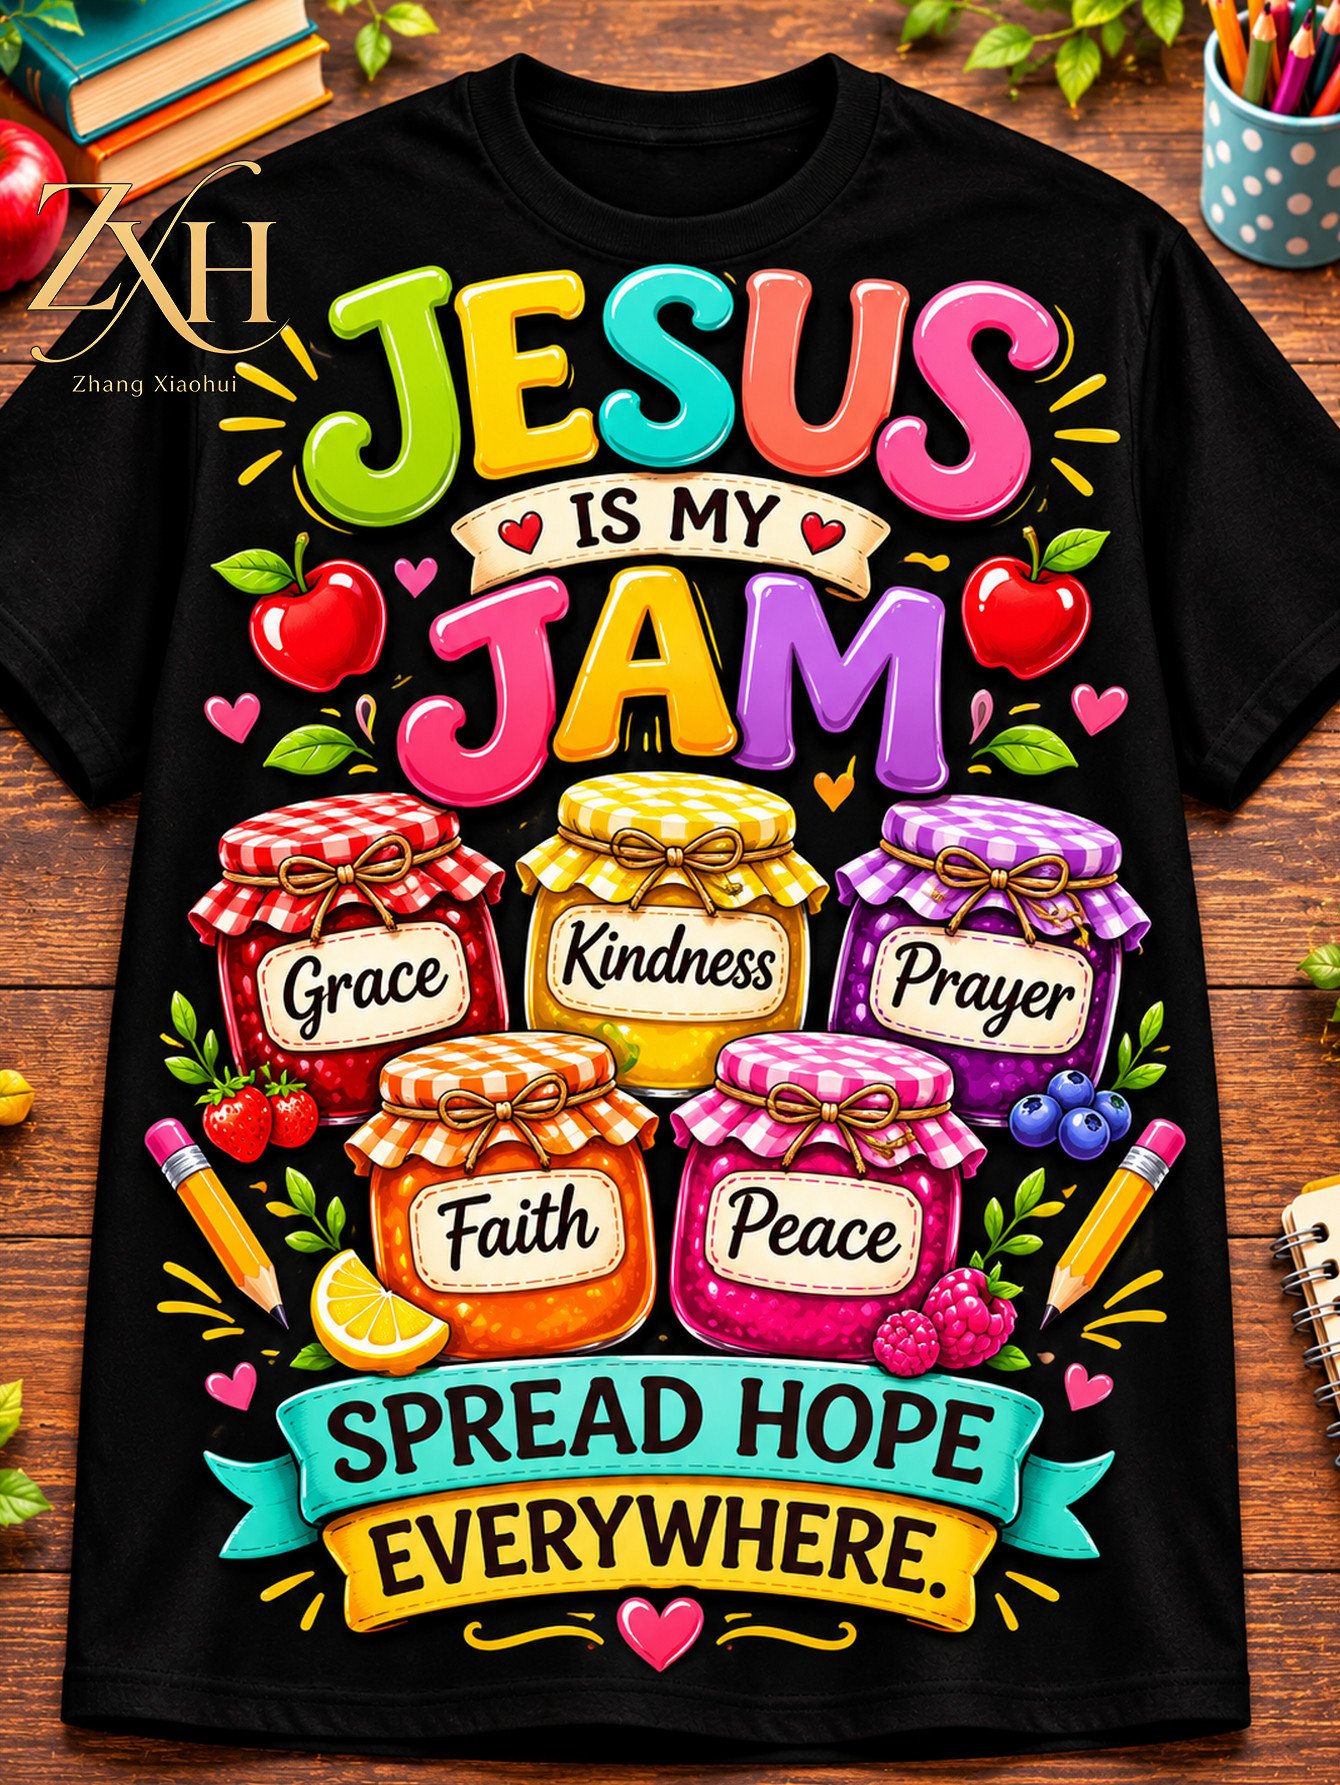 ZXH
Zhang Xiaohui
JESUS
IS MY
JAM
Grace
Kindness
Prayer
Faith
Peace
SPREAD HOPE
EVERYWHERE.